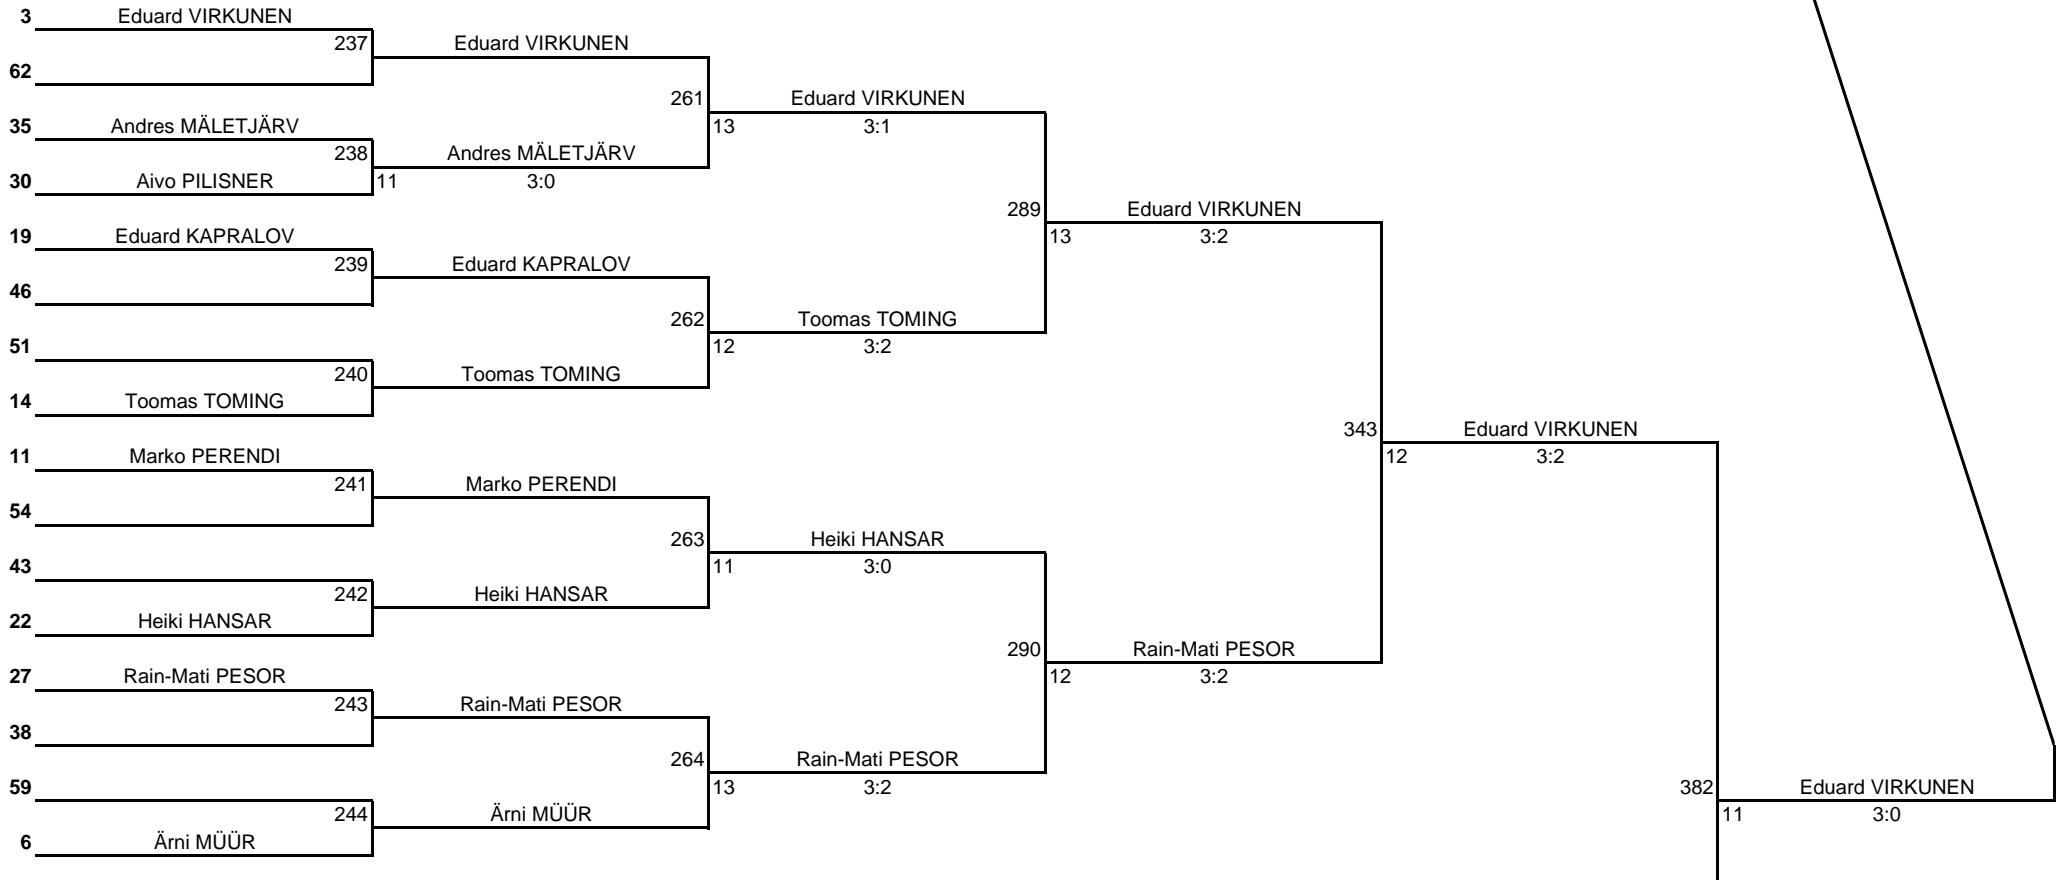 3 Eduard VIRKUNEN
237 Eduard VIRKUNEN
62
261 Eduard VIRKUNEN
35 Andres MÄLETJÄRV 13 3:1
238 Andres MÄLETJÄRV
30 Aivo PILISNER 11 3:0
289 Eduard VIRKUNEN
19 Eduard KAPRALOV 13 3:2
239 Eduard KAPRALOV
46
262 Toomas TOMING
51 12 3:2
240 Toomas TOMING
14 Toomas TOMING
343 Eduard VIRKUNEN
11 Marko PERENDI 12 3:2
241 Marko PERENDI
54
263 Heiki HANSAR
43 11 3:0
242 Heiki HANSAR
22 Heiki HANSAR
290 Rain-Mati PESOR
27 Rain-Mati PESOR 12 3:2
243 Rain-Mati PESOR
38
264 Rain-Mati PESOR
59 13 3:2 382 Eduard VIRKUNEN
244 Ärni MÜÜR 11 3:0
6 Ärni MÜÜR